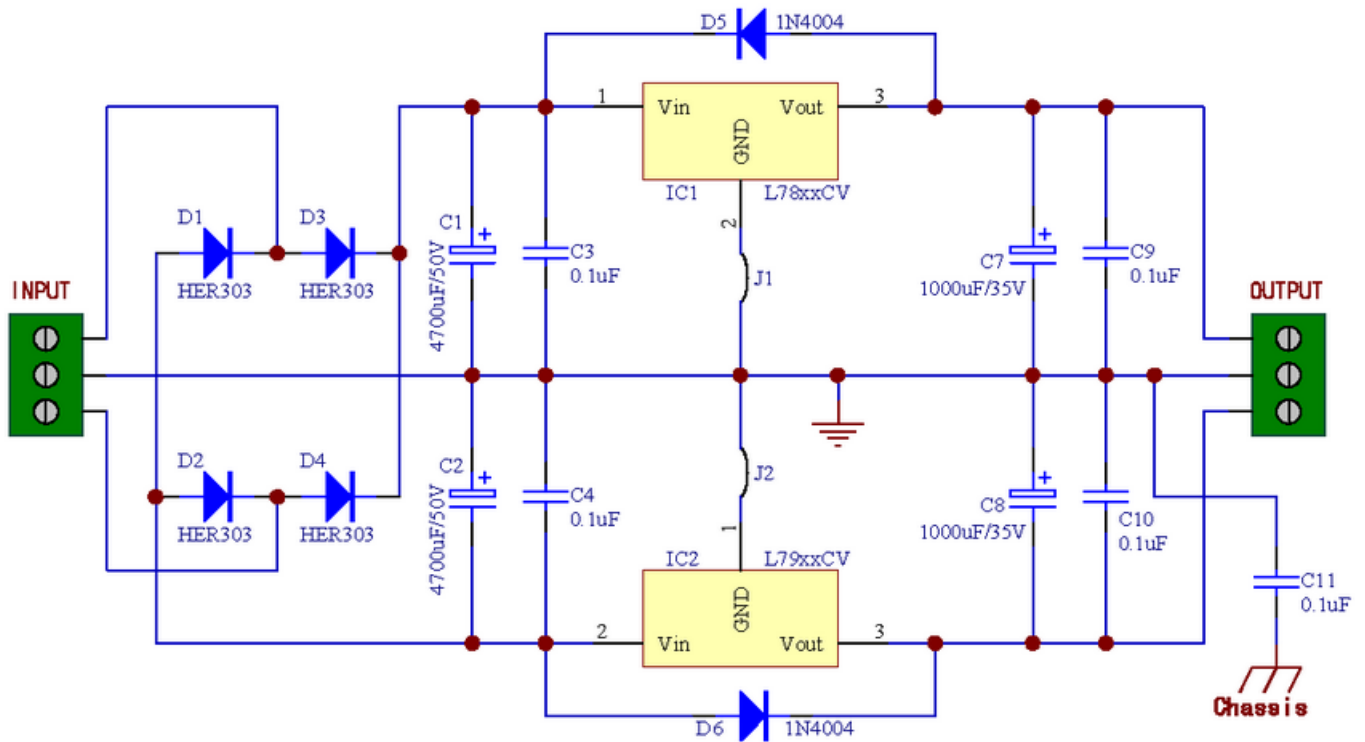 D5
1N4004
1
Vin
GND
Vout
3
IC1
L78xxCV
2
D1
HER303
D3
HER303
C1
+
4700uF/50V
C3
0.1uF
J1
C7
+
1000uF/35V
C9
0.1uF
INPUT
OUTPUT
D2
HER303
D4
HER303
C2
+
4700uF/50V
C4
0.1uF
J2
C8
+
1000uF/35V
C10
0.1uF
1
IC2
L79xxCV
2
Vin
GND
Vout
3
C11
0.1uF
Chassis
D6
1N4004